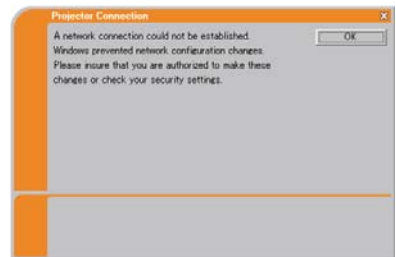 Projector Connection
A network connection could not be established.
OK
Windows prevented network configuration changes.
Please insure that you are authorized to make these
changes or check your security settings.